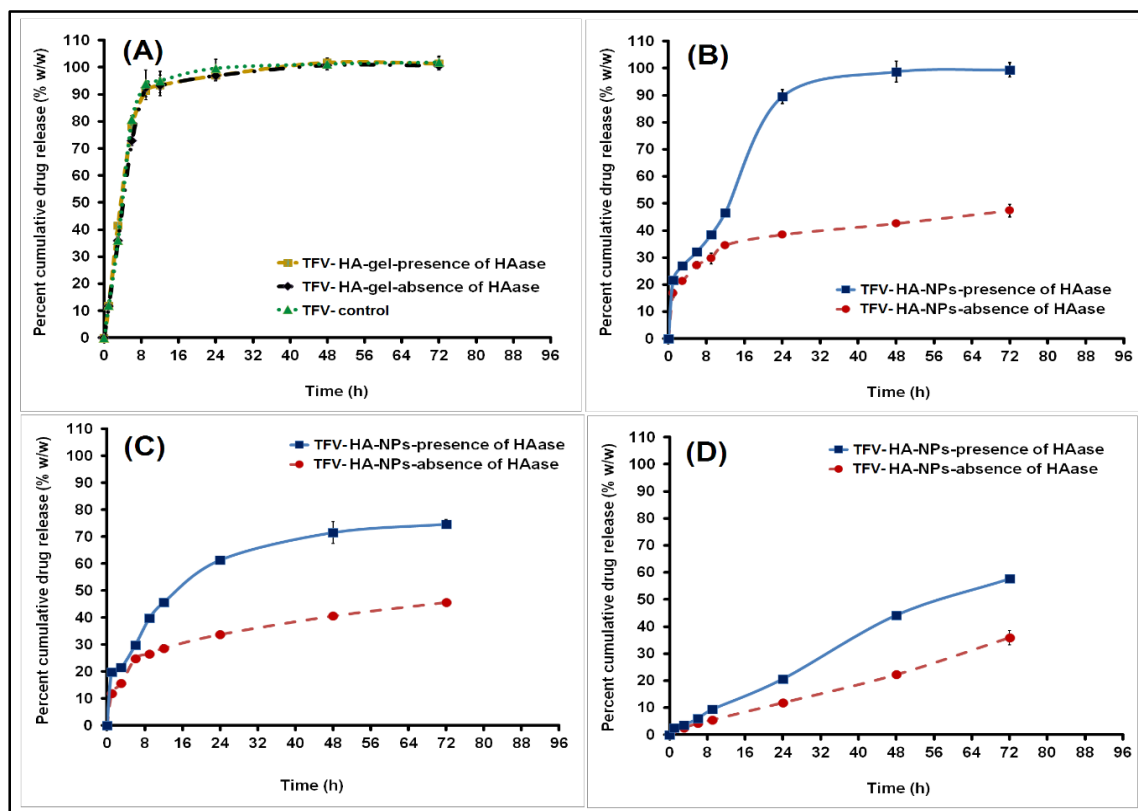 (A)
Percent cumulative drug release (% w/w)
110
100
90
80
70
60
50
40
30
20
10
0
TFV-HA-gel-presence of HAase
TFV-HA-gel-absence of HAase
TFV-control
0 8 16 24 32 40 48 56 64 72 80 88 96
Time (h)
(B)
Percent cumulative drug release (% w/w)
110
100
90
80
70
60
50
40
30
20
10
0
TFV-HA-NPs-presence of HAase
TFV-HA-NPs-absence of HAase
0 8 16 24 32 40 48 56 64 72 80 88 96
Time (h)
(C)
TFV-HA-NPs-presence of HAase
TFV-HA-NPs-absence of HAase
Percent cumulative drug release (% w/w)
110
100
90
80
70
60
50
40
30
20
10
0
0 8 16 24 32 40 48 56 64 72 80 88 96
Time (h)
(D)
TFV-HA-NPs-presence of HAase
TFV-HA-NPs-absence of HAase
Percent cumulative drug release (% w/w)
110
100
90
80
70
60
50
40
30
20
10
0
0 8 16 24 32 40 48 56 64 72 80 88 96
Time (h)